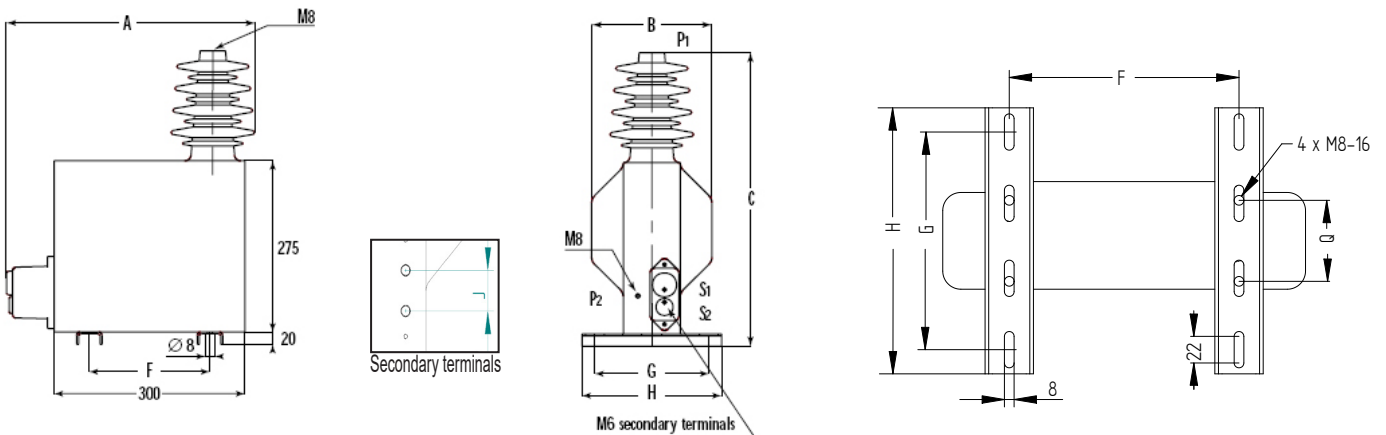 A
M8
275
20
Ø 8
F
300
L
Secondary terminals
B
P1
C
M8
P2
S1
S2
G
H
M6 secondary terminals
F
4 x M8-16
H
G
Q
22
8